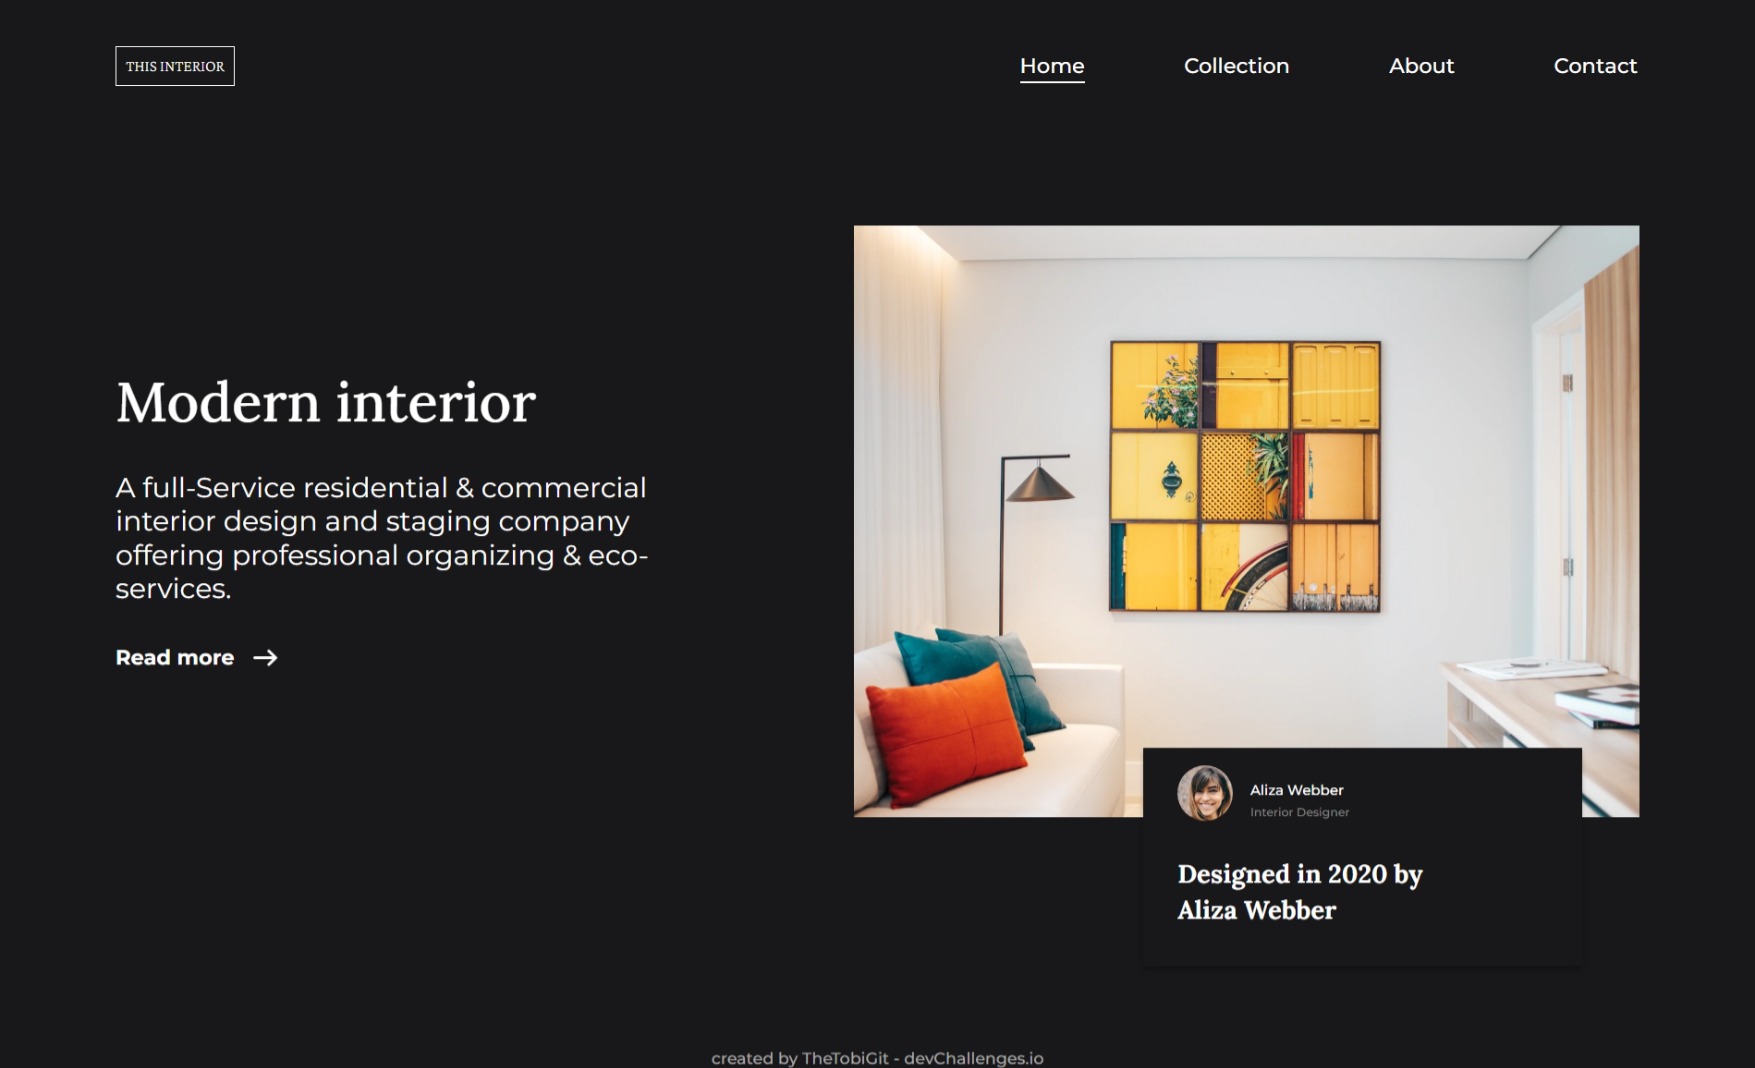 THIS INTERIOR
Home
Collection
About
Contact
Modern interior
A full-Service residential & commercial
interior design and staging company
offering professional organizing & eco-
services.
Read more
Aliza Webber
Interior Designer
Designed in 2020 by
Aliza Webber
created by TheTobiGit - devChallenges.io